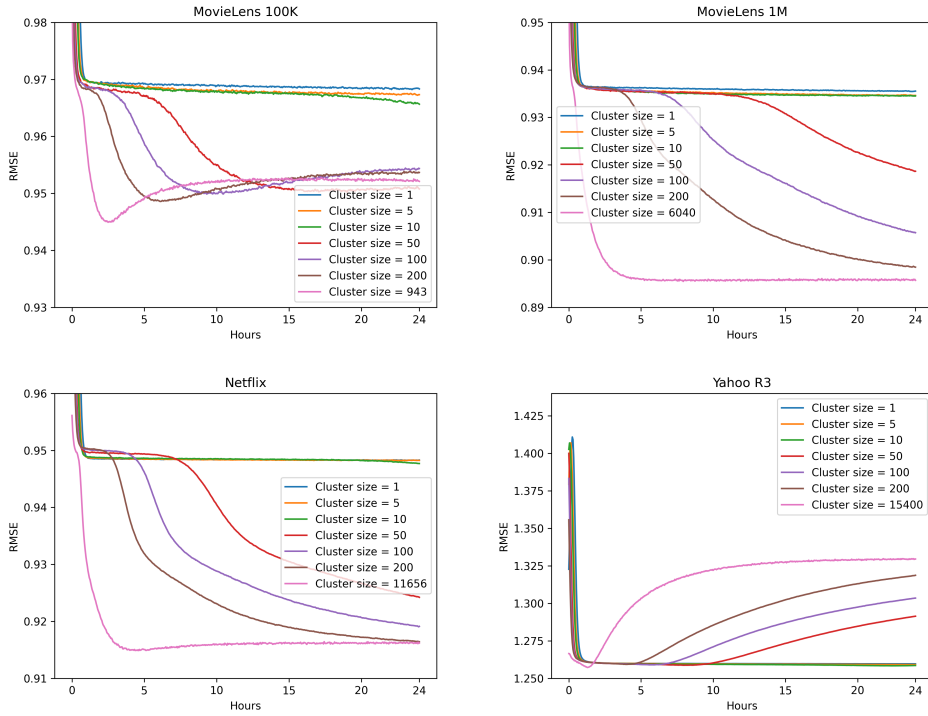 MovieLens 100K
0.98
0.97
0.96
0.95
0.94
0.93
RMSE
0
5
10
15
20
24
Hours
Cluster size = 1
Cluster size = 5
Cluster size = 10
Cluster size = 50
Cluster size = 100
Cluster size = 200
Cluster size = 943
MovieLens 1M
0.95
0.94
0.93
0.92
0.91
0.90
0.89
RMSE
0
5
10
15
20
24
Hours
Cluster size = 1
Cluster size = 5
Cluster size = 10
Cluster size = 50
Cluster size = 100
Cluster size = 200
Cluster size = 6040
Netflix
0.96
0.95
0.94
0.93
0.92
0.91
RMSE
0
5
10
15
20
24
Hours
Cluster size = 1
Cluster size = 5
Cluster size = 10
Cluster size = 50
Cluster size = 100
Cluster size = 200
Cluster size = 11656
Yahoo R3
1.425
1.400
1.375
1.350
1.325
1.300
1.275
1.250
RMSE
0
5
10
15
20
24
Hours
Cluster size = 1
Cluster size = 5
Cluster size = 10
Cluster size = 50
Cluster size = 100
Cluster size = 200
Cluster size = 15400